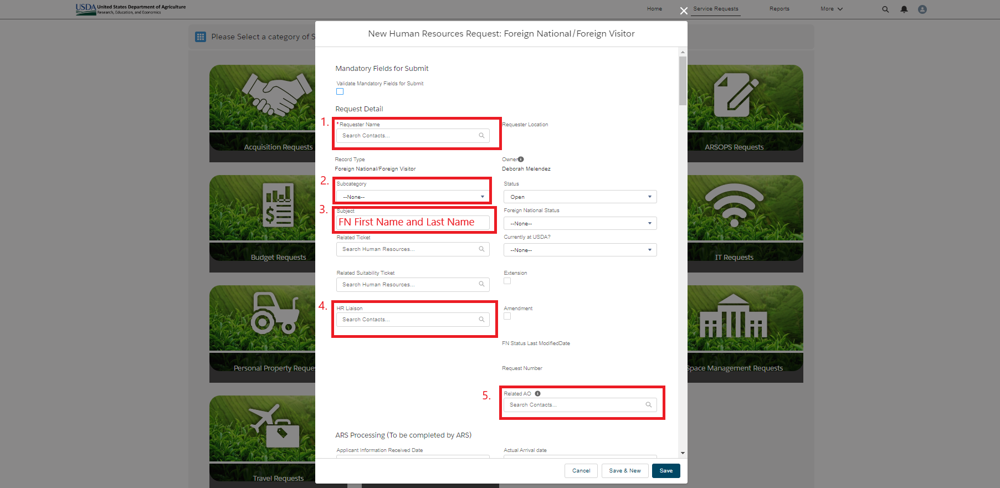 USDA United States Department of Agriculture
Research, Education, and Economics
Home
Service Requests
Reports
More
Please Select a category of S
New Human Resources Request: Foreign National/Foreign Visitor
Mandatory Fields for Submit
Validate Mandatory Fields for Submit
Request Detail
1.
*Requester Name
Requester Location
Search Contacts...
Acquisition Requests
ARSOPS Requests
Record Type
Owner
Foreign National/Foreign Visitor
Deborah Melendez
2.
Subcategory
Status
--None--
Open
3.
Subject
Foreign National Status
FN First Name and Last Name
--None--
Related Ticket
Currently at USDA?
Search Human Resources...
--None--
Budget Requests
IT Requests
Related Suitability Ticket
Extension
Search Human Resources...
4.
HR Liaison
Amendment
Search Contacts...
FN Status Last ModifiedDate
Request Number
Personal Property Reques
Space Management Requests
5.
Related AO
Search Contacts...
ARS Processing (To be completed by ARS)
Applicant Information Received Date
Actual Arrival date
Cancel
Save & New
Save
Travel Requests